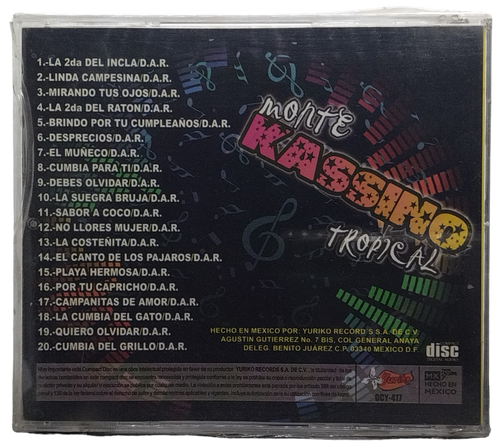 1.-LA 2da DEL INCLA/D.A.R.
2.-LINDA CAMPESINA/D.A.R.
3.-MIRANDO TUS OJOS/D.A.R.
4.-LA 2da DEL RATON/D.A.R.
5.-BRINDO POR TU CUMPLEAÑOS/D.A.R.
6.-DESPRECIOS/D.A.R.
7.-EL MUÑECO/D.A.R.
8.-CUMBIA PARA TI/D.A.R.
9.-DEBES OLVIDAR/D.A.R.
10.-LA SUEGRA BRUJA/D.A.R.
11.-SABOR A COCO/D.A.R.
12.-NO LLORES MUJER/D.A.R.
13.-LA COSTEÑITA/D.A.R.
14.-EL CANTO DE LOS PAJAROS/D.A.R.
15.-PLAYA HERMOSA/D.A.R.
16.-POR TU CAPRICHO/D.A.R.
17.-CAMPANITAS DE AMOR/D.A.R.
18.-LA CUMBIA DEL GATO/D.A.R.
19.-QUIERO OLVIDAR/D.A.R.
20.-CUMBIA DEL GRILLO/D.A.R.
MONTE
KASSINO
TROPICAL
HECHO EN MEXICO POR: YURIKO RECORD S S.A. DE C.V.
AGUSTIN GUTIERREZ No. 7 BIS, COL GENERAL ANAYA
DELEG. BENITO JUÁREZ C.P. 03340 MEXICO D.F.
disc
HECHO EN
MÉXICO
DCY-417